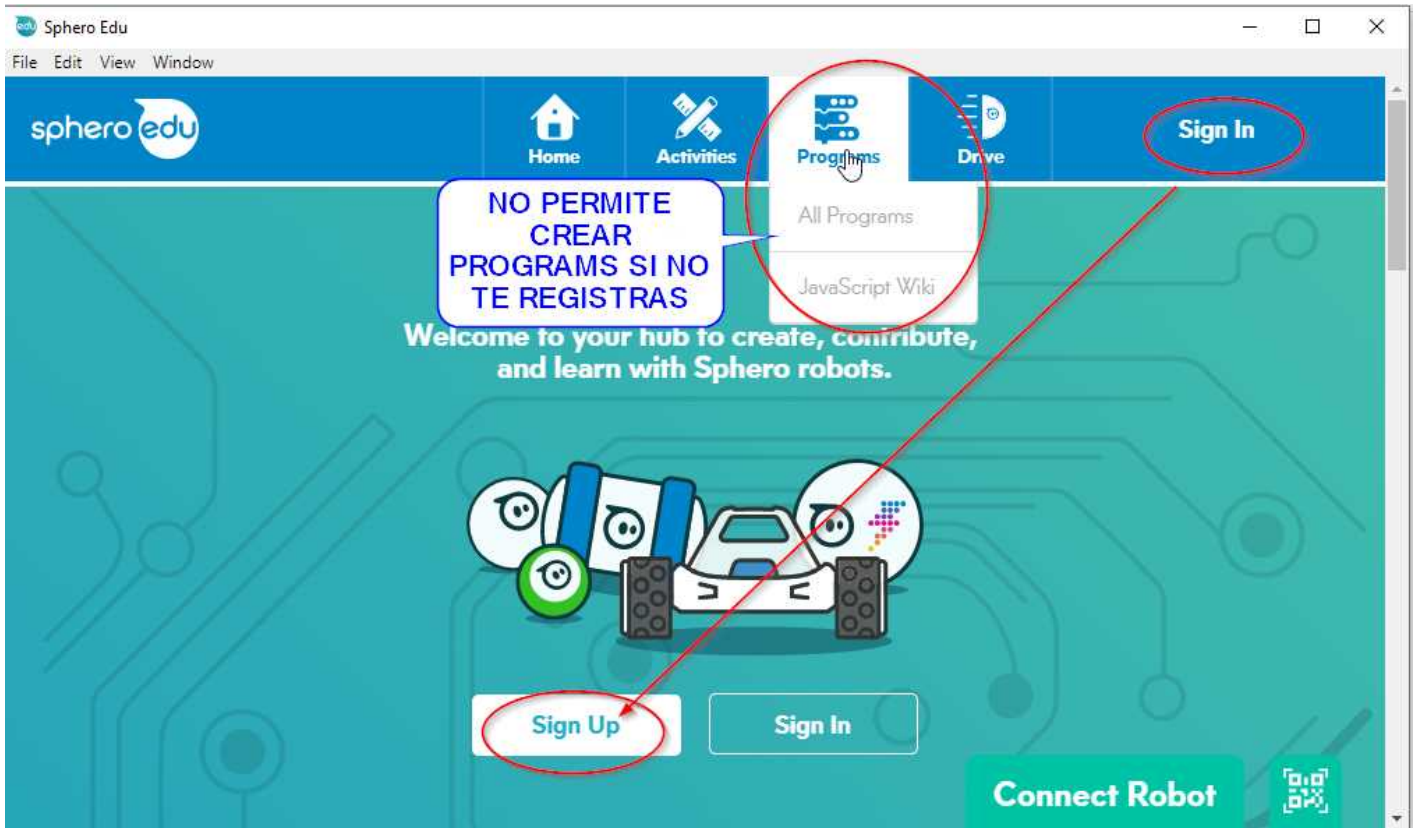 Sphero Edu
File Edit View Window
sphero edu
Home
Activities
Programs
Drive
Sign In
All Programs
JavaScript Wiki
NO PERMITE
CREAR
PROGRAMS SI NO
TE REGISTRAS
Welcome to your hub to create, contribute,
and learn with Sphero robots.
Sign Up
Sign In
Connect Robot